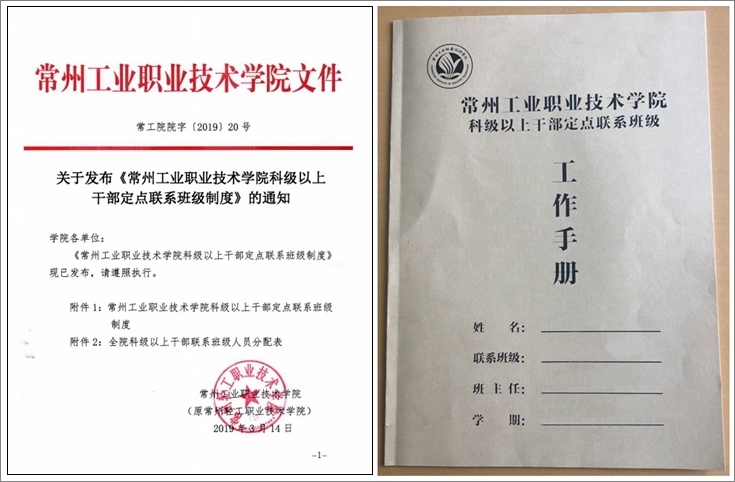 常州工业职业技术学院文件
常工院院字〔2019〕20号
关于发布《常州工业职业技术学院科级以上
干部定点联系班级制度》的通知
学院各单位：
《常州工业职业技术学院科级以上干部定点联系班级制度》
现已发布，请遵照执行。
附件1：常州工业职业技术学院科级以上干部定点联系班级
制度
附件2：全院科级以上干部联系班级人员分配表
常州工业职业技术学院
（原常州轻工职业技术学院）
2019年3月14日
常州轻工职业技术学院
-1-
常州工业职业技术学院
科级以上干部定点联系班级
工
作
手
册
姓 名：
联系班级：
班 主 任：
学 期：